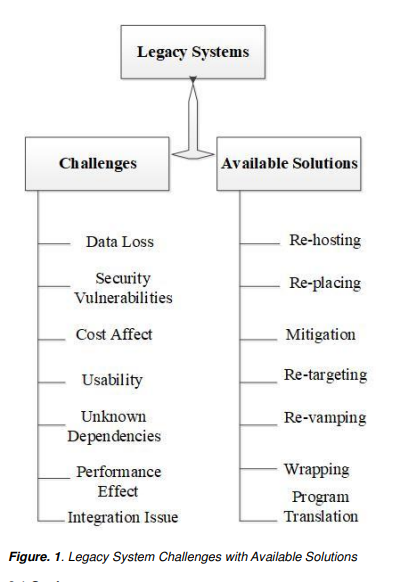 Legacy Systems
Challenges
Available Solutions
Data Loss
Security
Vulnerabilities
Cost Affect
Usability
Unknown
Dependencies
Performance
Effect
Integration Issue
Re-hosting
Re-placing
Mitigation
Re-targeting
Re-vamping
Wrapping
Program
Translation
Figure. 1. Legacy System Challenges with Available Solutions